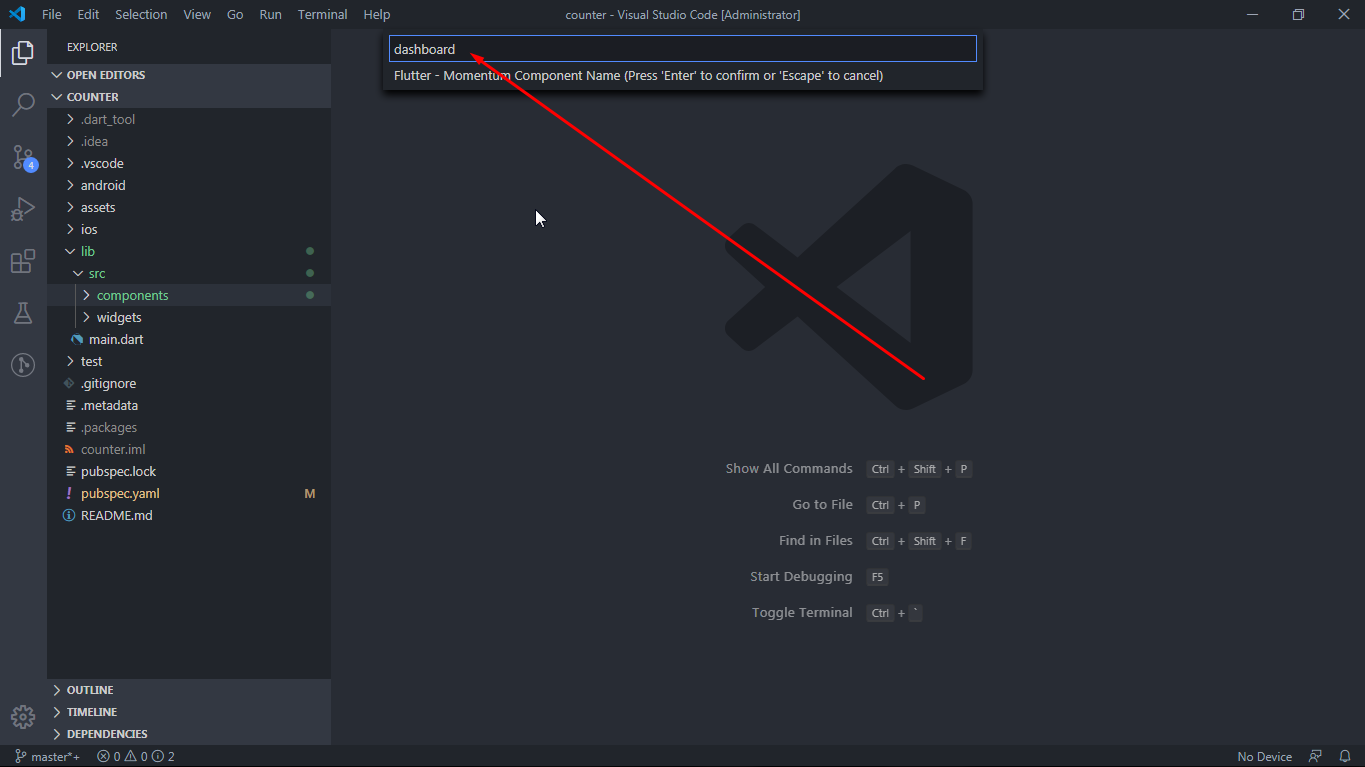 File Edit Selection View Go Run Terminal Help counter - Visual Studio Code [Administrator]
EXPLORER
dashboard
Flutter - Momentum Component Name (Press 'Enter' to confirm or 'Escape' to cancel)
OPEN EDITORS
COUNTER
.dart_tool
.idea
.vscode
android
assets
ios
lib
src
components
widgets
main.dart
test
.gitignore
.metadata
.packages
counter.iml
pubspec.lock
pubspec.yaml M
README.md
4
Show All Commands Ctrl + Shift + P
Go to File Ctrl + P
Find in Files Ctrl + Shift + F
Start Debugging F5
Toggle Terminal Ctrl + `
OUTLINE
TIMELINE
DEPENDENCIES
master*+ 0 0 2 No Device